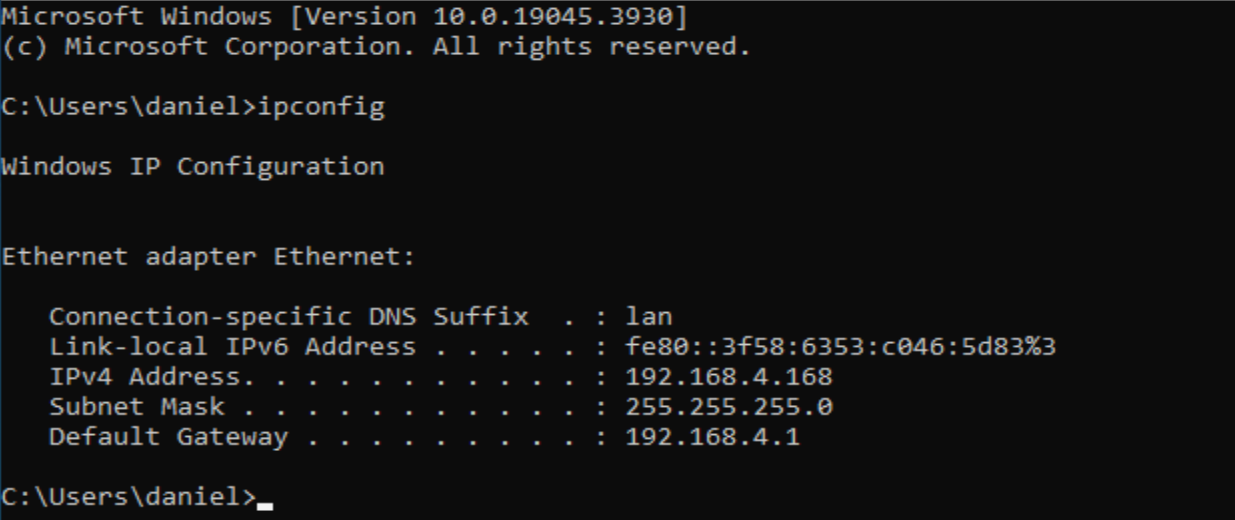 Microsoft Windows [Version 10.0.19045.3930]
(c) Microsoft Corporation. All rights reserved.
C:\Users\daniel>ipconfig
Windows IP Configuration
Ethernet adapter Ethernet:
   Connection-specific DNS Suffix  . : lan
   Link-local IPv6 Address . . . . . : fe80::3f58:6353:c046:5d83%3
   IPv4 Address. . . . . . . . . . . : 192.168.4.168
   Subnet Mask . . . . . . . . . . . : 255.255.255.0
   Default Gateway . . . . . . . . . : 192.168.4.1
C:\Users\daniel>